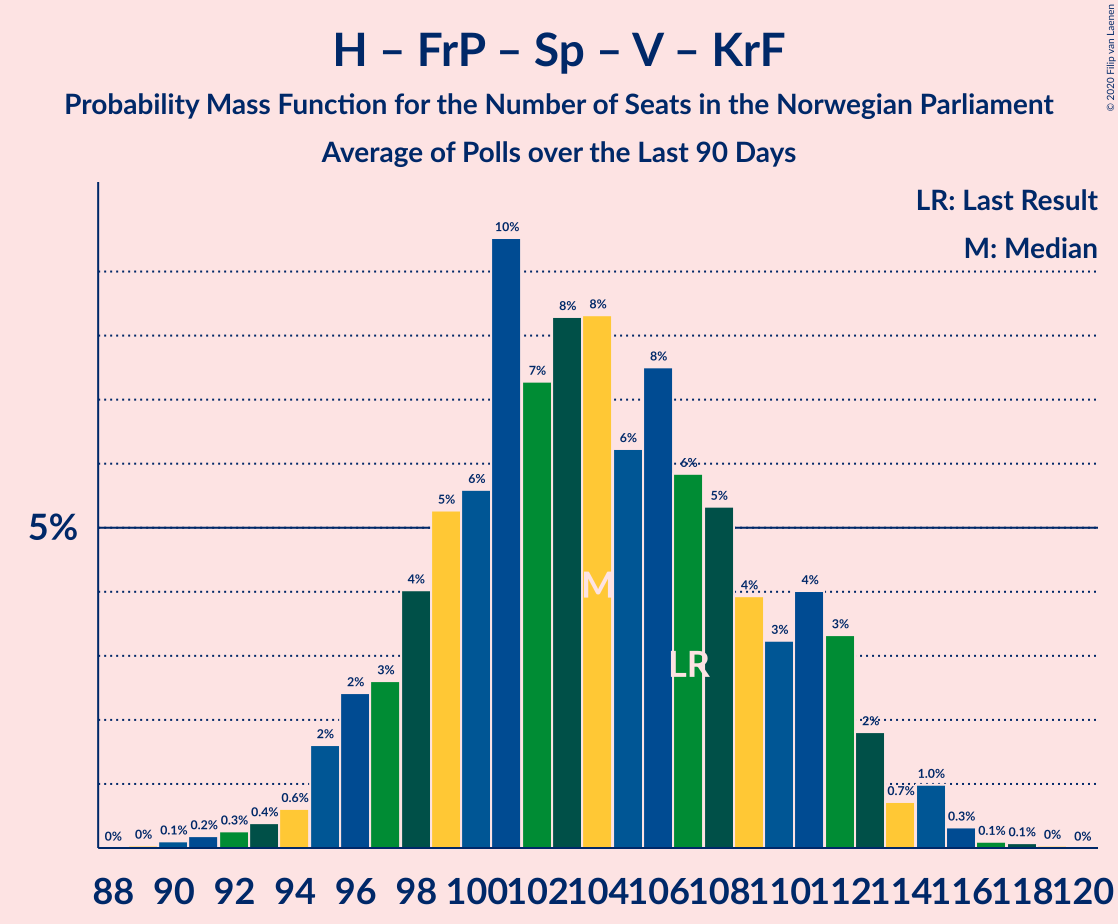 H – FrP – Sp – V – KrF
Probability Mass Function for the Number of Seats in the Norwegian Parliament
Average of Polls over the Last 90 Days
© 2020 Filip van Laenen
LR: Last Result
M: Median
5%
0% 0% 0.1% 0.2% 0.3% 0.4% 0.6% 2% 2% 3% 4% 5% 6% 10% 7% 8% 8% 6% 8% 6% 5% 4% 3% 4% 3% 2% 0.7% 1.0% 0.3% 0.1% 0.1% 0% 0%
M
LR
88 90 92 94 96 98 100 102 104 106 108 110 112 114 116 118 120